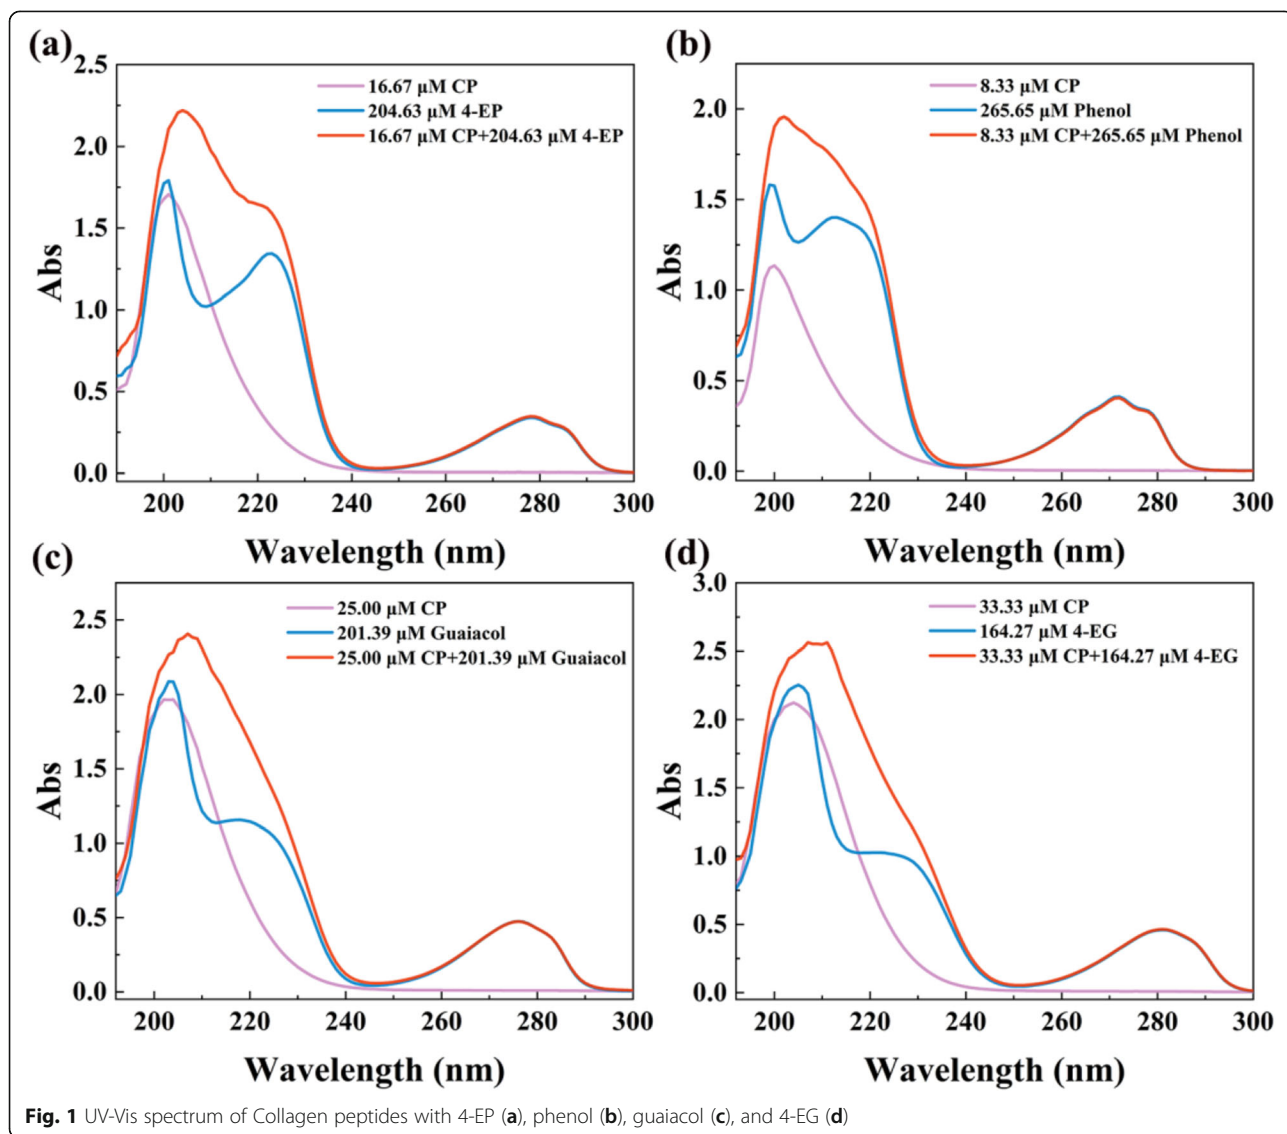 (a)
2.5
2.0
1.5
1.0
0.5
0.0
Abs
16.67 μM CP
204.63 μM 4-EP
16.67 μM CP+204.63 μM 4-EP
200 220 240 260 280 300
Wavelength (nm)
(b)
2.0
1.5
1.0
0.5
0.0
Abs
8.33 μM CP
265.65 μM Phenol
8.33 μM CP+265.65 μM Phenol
200 220 240 260 280 300
Wavelength (nm)
(c)
2.5
2.0
1.5
1.0
0.5
0.0
Abs
25.00 μM CP
201.39 μM Guaiacol
25.00 μM CP+201.39 μM Guaiacol
200 220 240 260 280 300
Wavelength (nm)
(d)
3.0
2.5
2.0
1.5
1.0
0.5
0.0
Abs
33.33 μM CP
164.27 μM 4-EG
33.33 μM CP+164.27 μM 4-EG
200 220 240 260 280 300
Wavelength (nm)
Fig. 1 UV-Vis spectrum of Collagen peptides with 4-EP (a), phenol (b), guaiacol (c), and 4-EG (d)